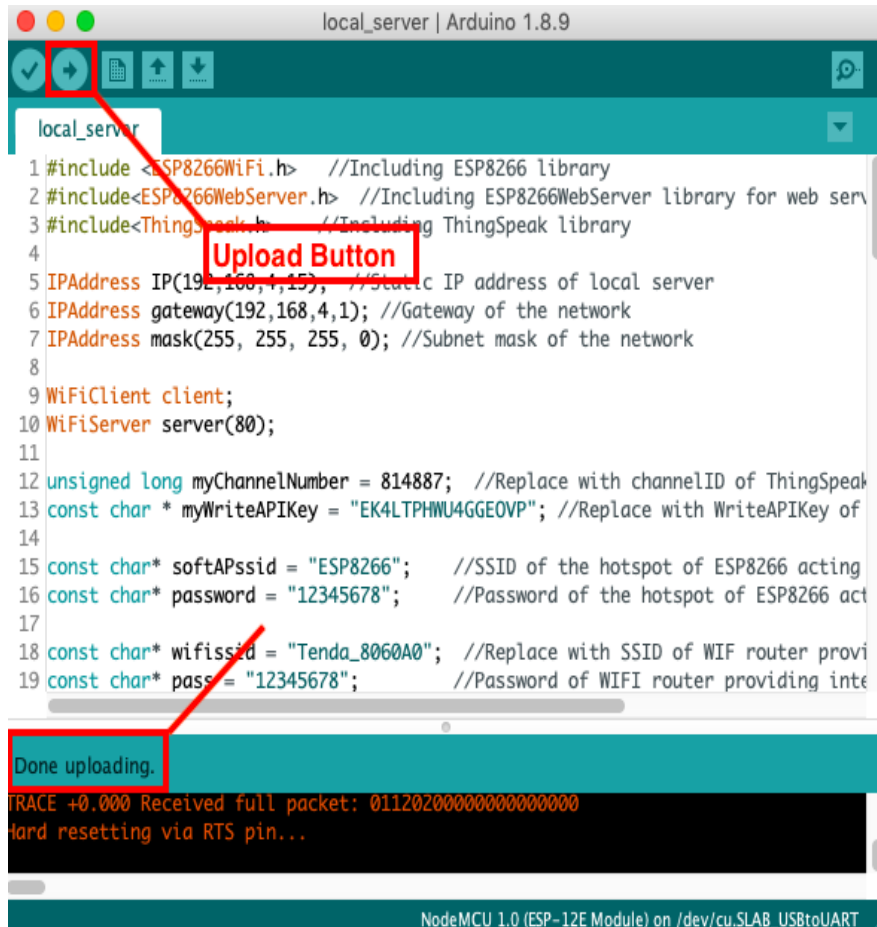 local_server | Arduino 1.8.9
local_server
1 #include <ESP8266WiFi.h> //Including ESP8266 library
2 #include<ESP8266WebServer.h> //Including ESP8266WebServer library for web serv
3 #include<ThingSpeak.h> //Including ThingSpeak library
Upload Button
4
5 IPAddress IP(192,168,4,15); //Static IP address of local server
6 IPAddress gateway(192,168,4,1); //Gateway of the network
7 IPAddress mask(255, 255, 255, 0); //Subnet mask of the network
8
9 WiFiClient client;
10 WiFiServer server(80);
11
12 unsigned long myChannelNumber = 814887; //Replace with channelID of ThingSpeak
13 const char * myWriteAPIKey = "EK4LTPHWU4GGEOVP"; //Replace with WriteAPIKey of
14
15 const char* softAPssid = "ESP8266"; //SSID of the hotspot of ESP8266 acting
16 const char* password = "12345678"; //Password of the hotspot of ESP8266 act
17
18 const char* wifissid = "Tenda_8060A0"; //Replace with SSID of WIF router provi
19 const char* pass = "12345678"; //Password of WIFI router providing inte
Done uploading.
TRACE +0.000 Received full packet: 011202000000000000000
Hard resetting via RTS pin...
NodeMCU 1.0 (ESP-12E Module) on /dev/cu.SLAB_USBtoUART